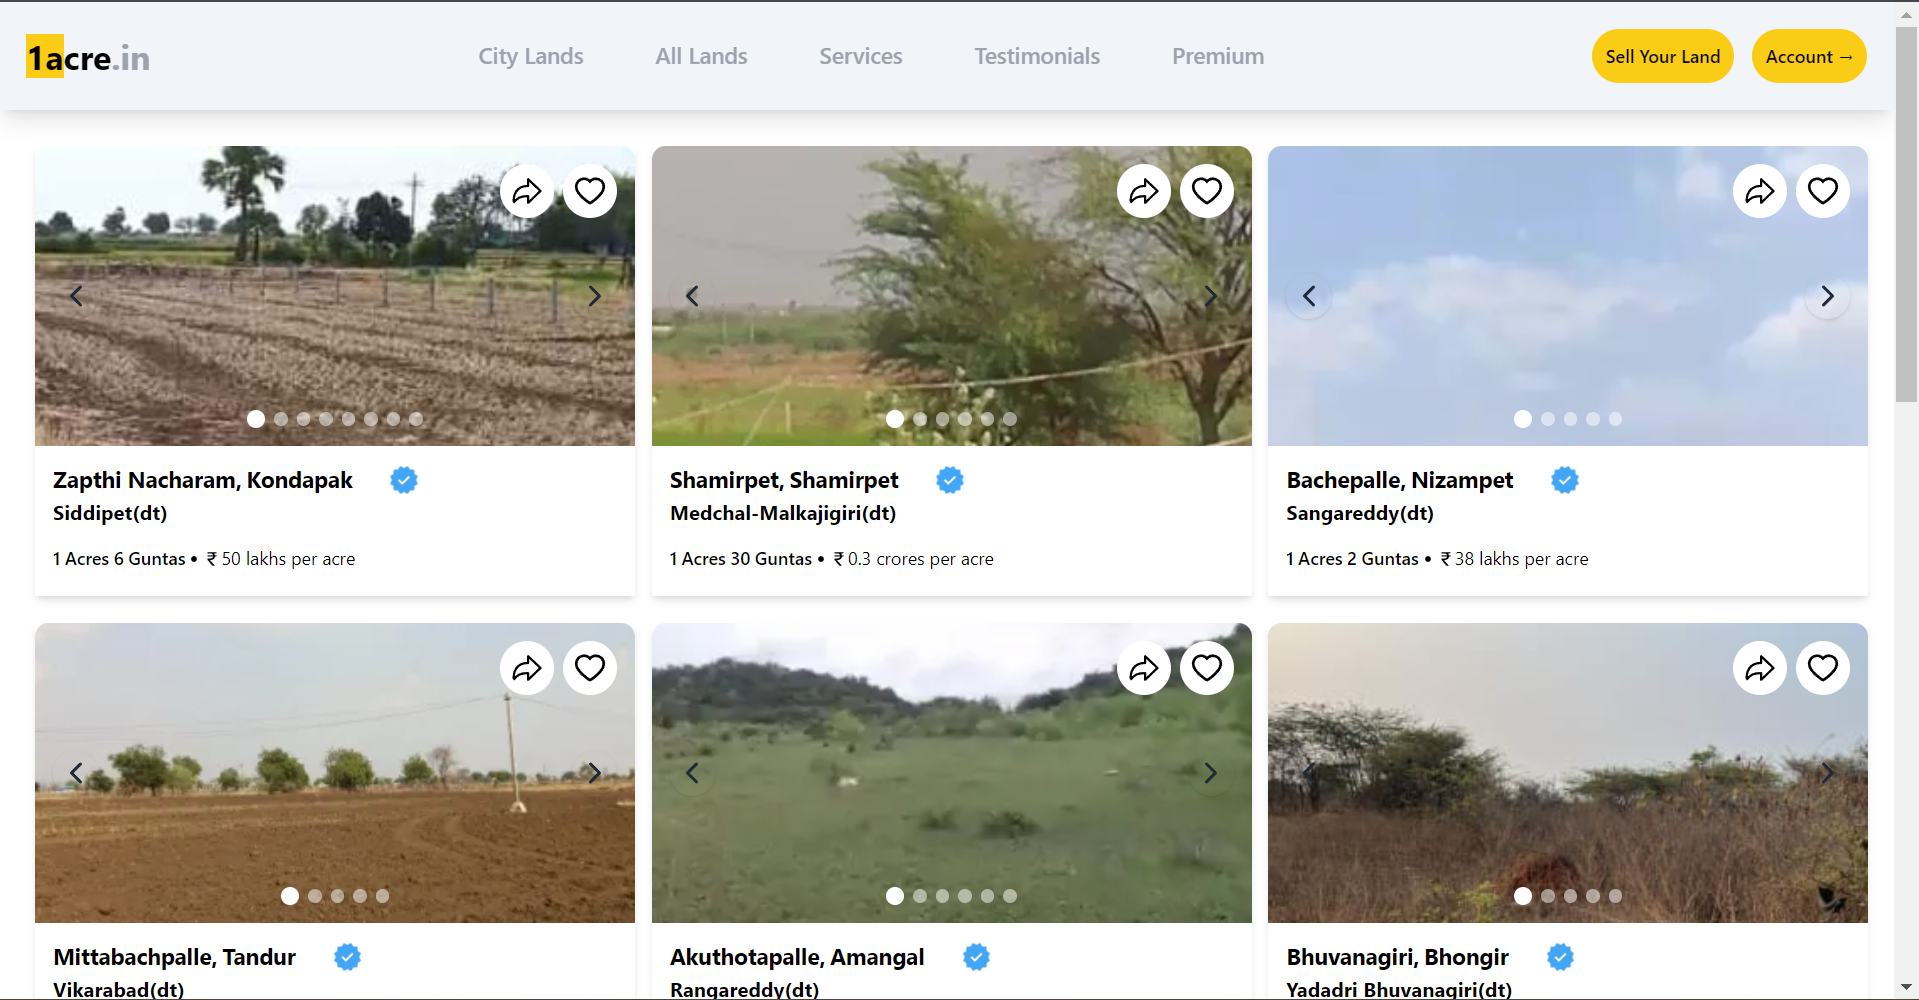 1acre.in
City Lands
All Lands
Services
Testimonials
Premium
Sell Your Land
Account →
Zapthi Nacharam, Kondapak
Siddipet(dt)
1 Acres 6 Guntas • ₹ 50 lakhs per acre
Shamirpet, Shamirpet
Medchal-Malkajigiri(dt)
1 Acres 30 Guntas • ₹ 0.3 crores per acre
Bachepalle, Nizampet
Sangareddy(dt)
1 Acres 2 Guntas • ₹ 38 lakhs per acre
Mittabachpalle, Tandur
Vikarabad(dt)
Akuthotapalle, Amangal
Rangareddy(dt)
Bhuvanagiri, Bhongir
Yadadri Bhuvanagiri(dt)